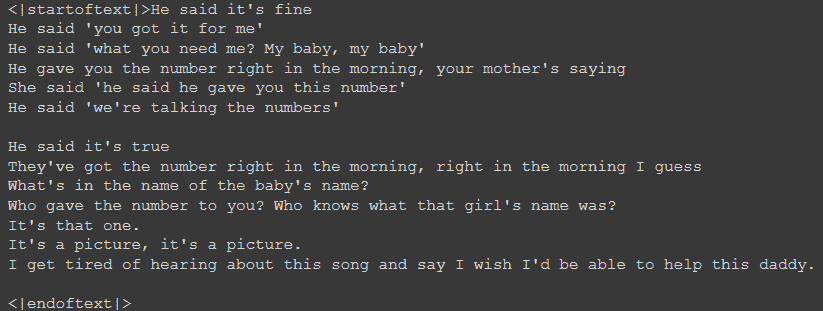 <|startoftext|>He said it's fine
He said 'you got it for me'
He said 'what you need me? My baby, my baby'
He gave you the number right in the morning, your mother's saying
She said 'he said he gave you this number'
He said 'we're talking the numbers'

He said it's true
They've got the number right in the morning, right in the morning I guess
What's in the name of the baby's name?
Who gave the number to you? Who knows what that girl's name was?
It's that one.
It's a picture, it's a picture.
I get tired of hearing about this song and say I wish I'd be able to help this daddy.

<|endoftext|>